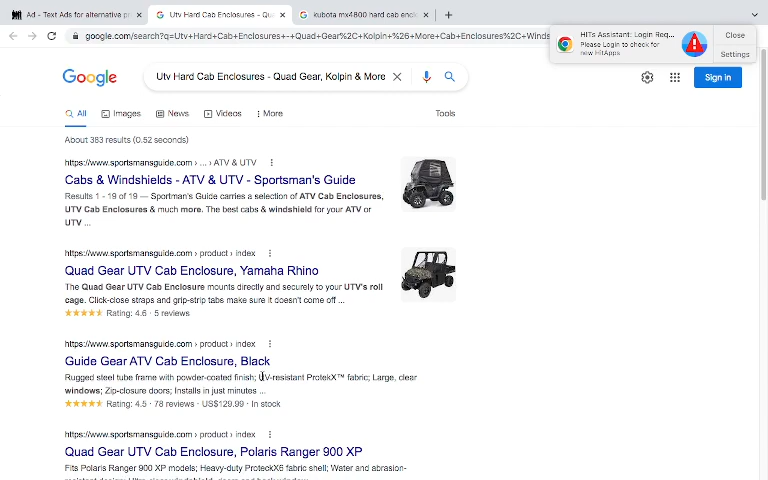 Ad - Text Ads for alternative pr
Utv Hard Cab Enclosures - Qu
kubota mx4800 hard cab encl
google.com/search?q=Utv+Hard+Cab+Enclosures+-+Quad+Gear%2C+Kolpin+%26+More+Cab+Enclosures%2C+Winds
HITs Assistant: Login Req...
Please Login to check for
new HitApps
Close
Settings
Google
Utv Hard Cab Enclosures - Quad Gear, Kolpin & More
Sign in
All
Images
News
Videos
More
Tools
About 383 results (0.52 seconds)
https://www.sportsmansguide.com › ... › ATV & UTV
Cabs & Windshields - ATV & UTV - Sportsman's Guide
Results 1 - 19 of 19 — Sportman's Guide carries a selection of ATV Cab Enclosures,
UTV Cab Enclosures & much more. The best cabs & windshield for your ATV or
UTV ...
https://www.sportsmansguide.com › product › index
Quad Gear UTV Cab Enclosure, Yamaha Rhino
The Quad Gear UTV Cab Enclosure mounts directly and securely to your UTV's roll
cage. Click-close straps and grip-strip tabs make sure it doesn't come off ...
Rating: 4.6 · 5 reviews
https://www.sportsmansguide.com › product › index
Guide Gear ATV Cab Enclosure, Black
Rugged steel tube frame with powder-coated finish; UV-resistant ProtekX™ fabric; Large, clear
windows; Zip-closure doors; Installs in just minutes ...
Rating: 4.5 · 78 reviews · US$129.99 · In stock
https://www.sportsmansguide.com › product › index
Quad Gear UTV Cab Enclosure, Polaris Ranger 900 XP
Fits Polaris Ranger 900 XP models; Heavy-duty ProteckX6 fabric shell; Water and abrasion-